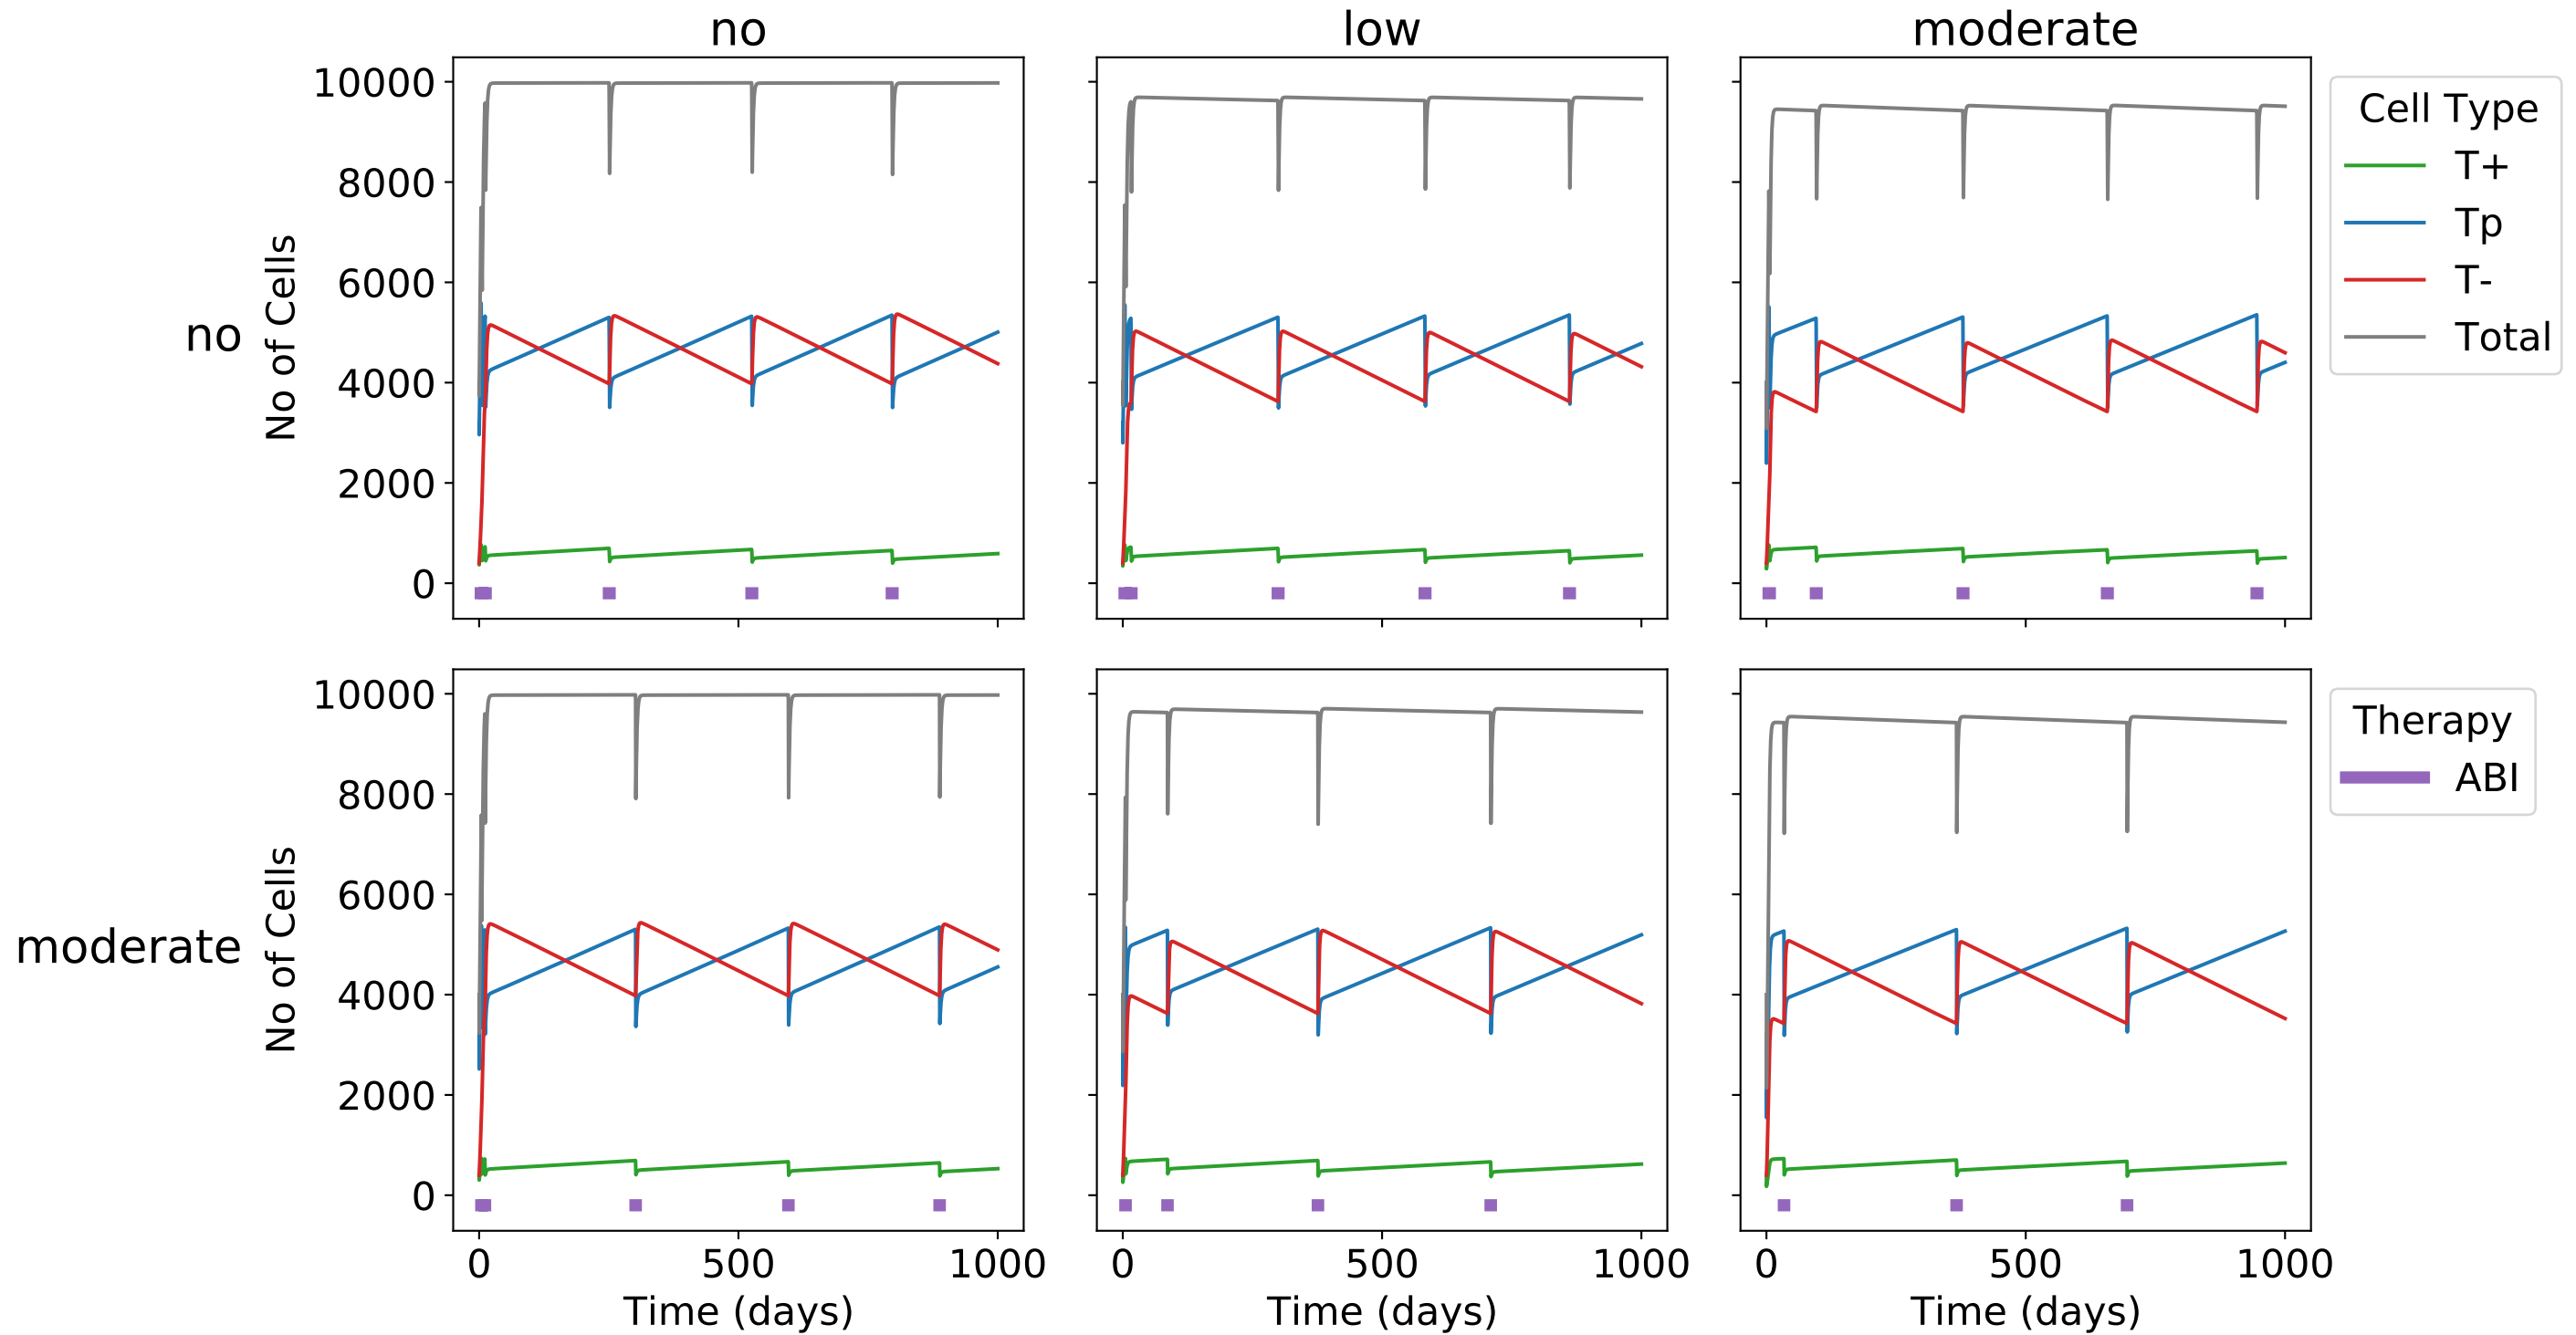 no low moderate
no
No of Cells
10000
8000
6000
4000
2000
0
Cell Type
T+
Tp
T-
Total
moderate
No of Cells
10000
8000
6000
4000
2000
0
Therapy
ABI
0 500 1000 0 500 1000 0 500 1000
Time (days) Time (days) Time (days)